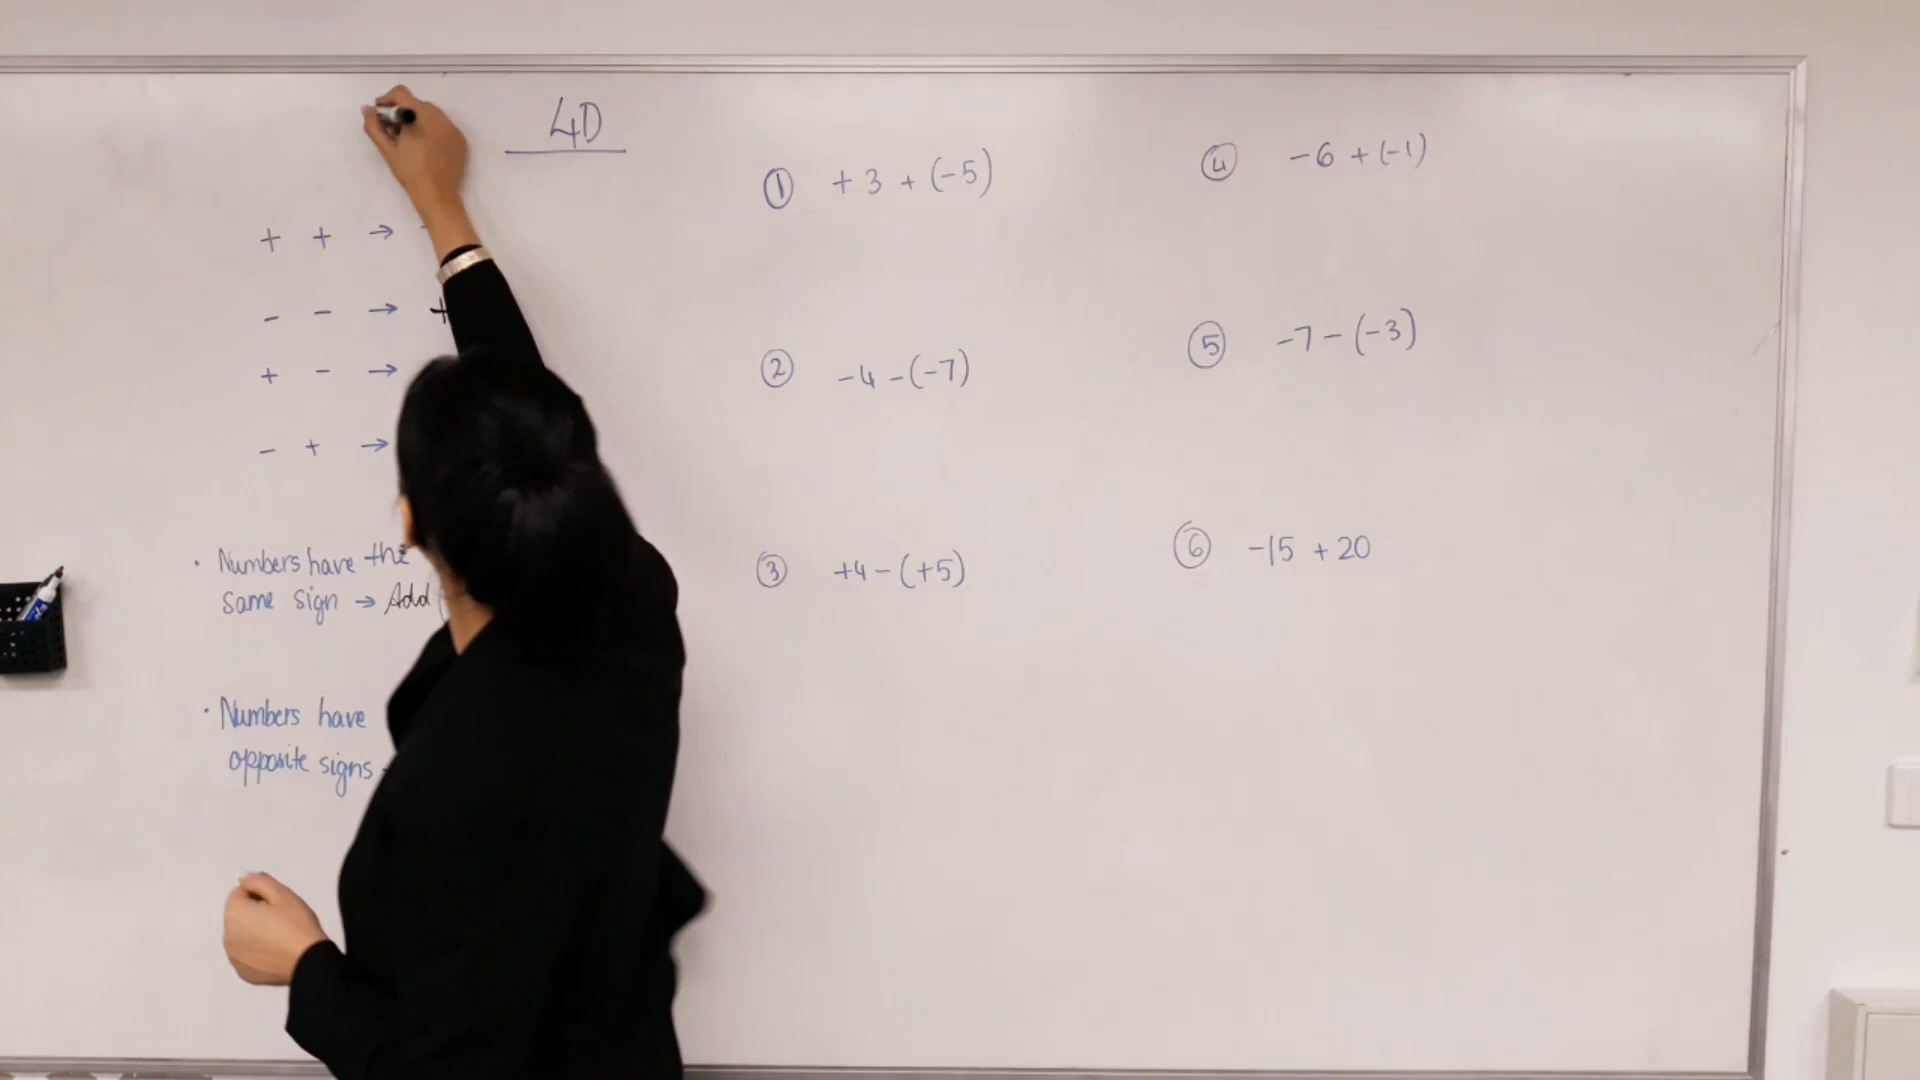 4D
+ + →
- - → +
+ - →
- + →
• Numbers have the
same sign → Add
• Numbers have
opposite signs
① +3 + (-5)
② -4 - (-7)
③ +4 - (+5)
④ -6 + (-1)
⑤ -7 - (-3)
⑥ -15 + 20